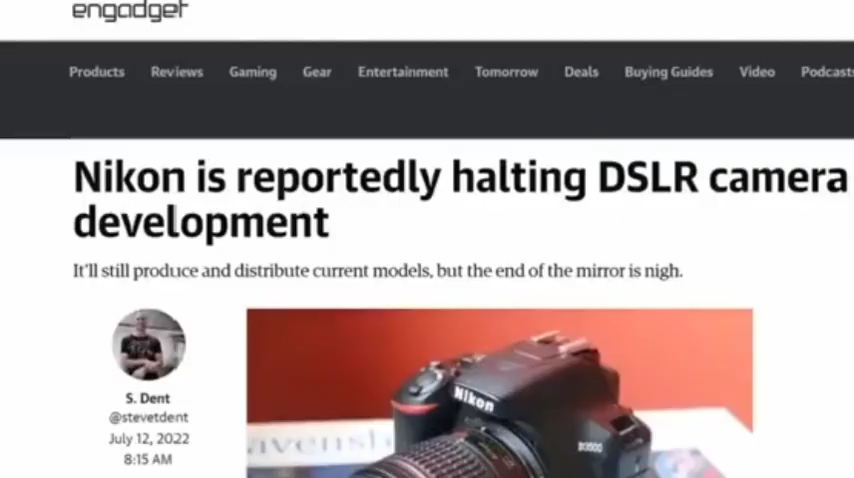 engadget
Products Reviews Gaming Gear Entertainment Tomorrow Deals Buying Guides Video Podcasts
Nikon is reportedly halting DSLR camera
development
It'll still produce and distribute current models, but the end of the mirror is nigh.
S. Dent
@stevetdent
July 12, 2022
8:15 AM
Nikon
D3500